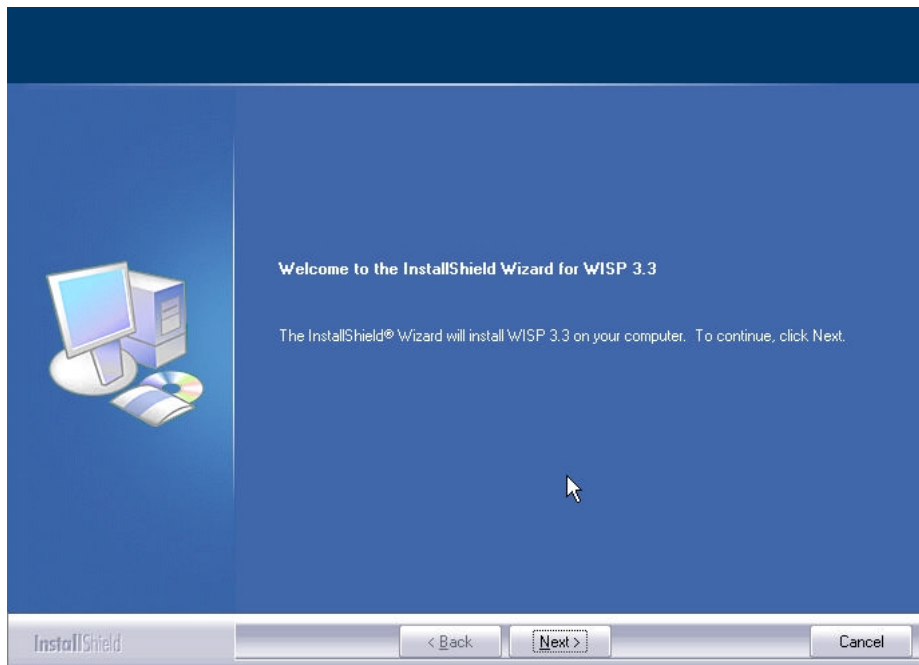 Welcome to the InstallShield Wizard for WISP 3.3
The InstallShield® Wizard will install WISP 3.3 on your computer.  To continue, click Next.
InstallShield
< Back
Next >
Cancel